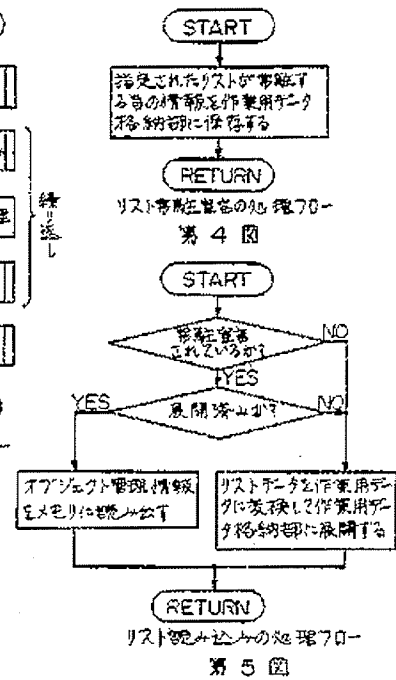 START
指定されたリストが常駐す
る旨の情報を作業用データ
格納部に保存する
RETURN
リスト常駐宣言の処理フロー
第 4 図
繰り返し
理
START
常駐宣言
されているか?
NO
YES
展開済みか?
YES
NO
オブジェクト管理情報
をメモリに読み出す
リストデータを作業用デー
タに変換して作業用デー
タ格納部に展開する
RETURN
リスト読み込みの処理フロー
第 5 図